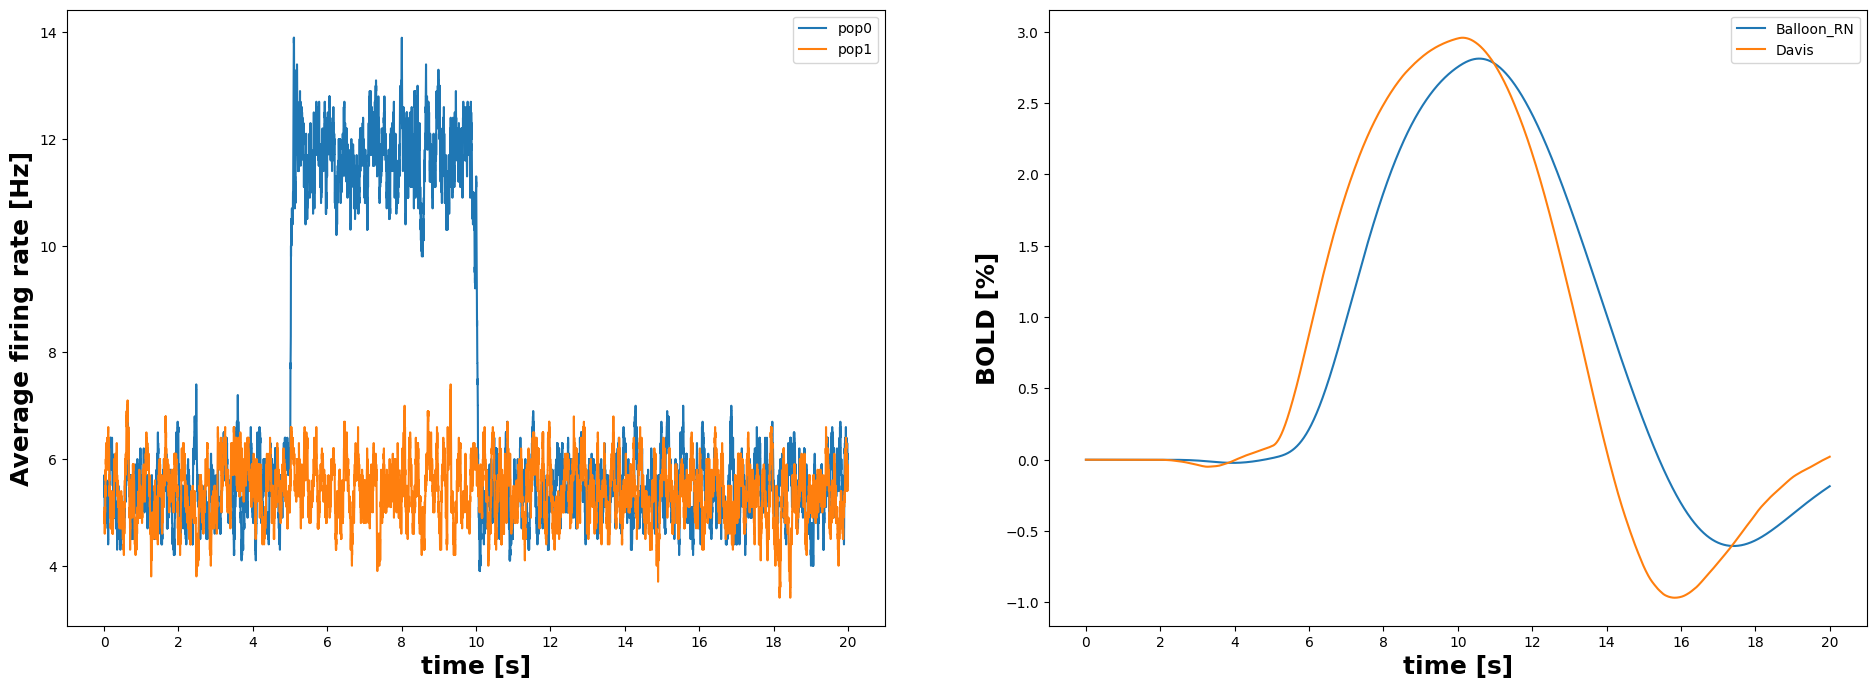 14
12
10
8
6
4
Average firing rate [Hz]
pop0
pop1
0 2 4 6 8 10 12 14 16 18 20
time [s]
3.0
2.5
2.0
1.5
1.0
0.5
0.0
−0.5
−1.0
BOLD [%]
Balloon_RN
Davis
0 2 4 6 8 10 12 14 16 18 20
time [s]